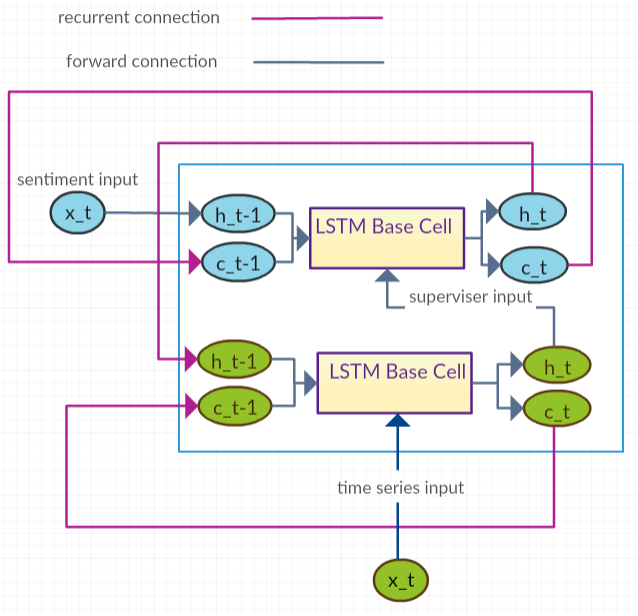 recurrent connection
forward connection
sentiment input
x_t
h_t-1
c_t-1
LSTM Base Cell
h_t
c_t
superviser input
h_t-1
c_t-1
LSTM Base Cell
h_t
c_t
time series input
x_t